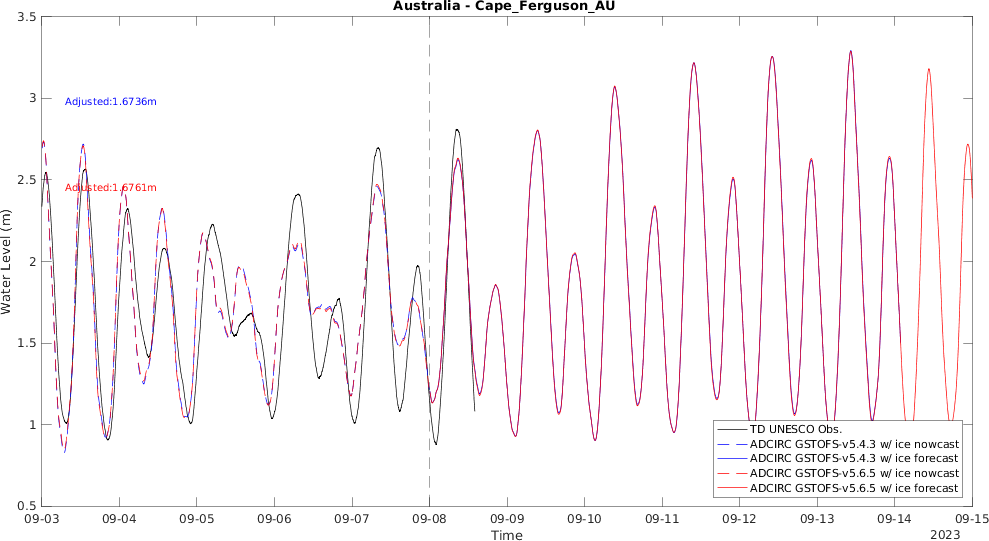 Australia - Cape_Ferguson_AU
3.5
3
2.5
2
1.5
1
0.5
Water Level (m)
Adjusted:1.6736m
Adjusted:1.6761m
TD UNESCO Obs.
ADCIRC GSTOFS-v5.4.3 w/ ice nowcast
ADCIRC GSTOFS-v5.4.3 w/ ice forecast
ADCIRC GSTOFS-v5.6.5 w/ ice nowcast
ADCIRC GSTOFS-v5.6.5 w/ ice forecast
09-03 09-04 09-05 09-06 09-07 09-08 09-09 09-10 09-11 09-12 09-13 09-14 09-15
Time
2023